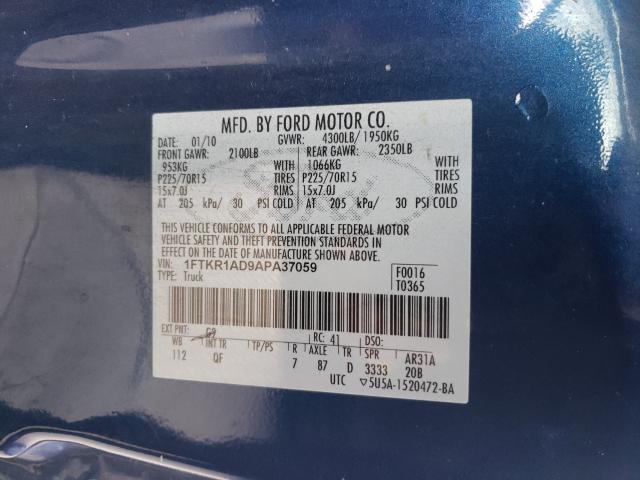 MFD. BY FORD MOTOR CO.
DATE: 01/10 GVWR: 4300LB/1950KG
FRONT GAWR: 2100LB REAR GAWR: 2350LB
953KG WITH 1066KG WITH
P225/70R15 TIRES P225/70R15 TIRES
15x7.0J RIMS 15x7.0J RIMS
AT 205 kPa/ 30 PSI COLD AT 205 kPa/ 30 PSI COLD
THIS VEHICLE CONFORMS TO ALL APPLICABLE FEDERAL MOTOR
VEHICLE SAFETY AND THEFT PREVENTION STANDARDS IN
EFFECT ON THE DATE OF MANUFACTURE SHOWN ABOVE.
VIN: 1FTKR1AD9APA37059
TYPE: Truck
F0016
T0365
EXT PNT: G9 RC: 41 DSO:
WB INT TR TP/PS R AXLE TR SPR AR31A
112 QF 7 87 D 3333 20B
UTC ▽5U5A-1520472-BA